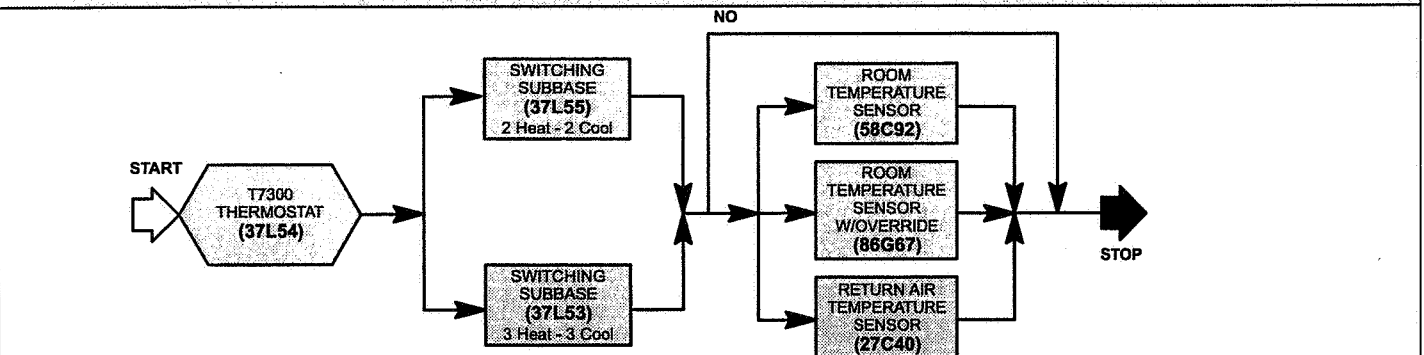 NO
START
T7300
THERMOSTAT
(37L54)
SWITCHING
SUBBASE
(37L55)
2 Heat - 2 Cool
SWITCHING
SUBBASE
(37L53)
3 Heat - 3 Cool
ROOM
TEMPERATURE
SENSOR
(58C92)
ROOM
TEMPERATURE
SENSOR
W/OVERRIDE
(86G67)
RETURN AIR
TEMPERATURE
SENSOR
(27C40)
STOP